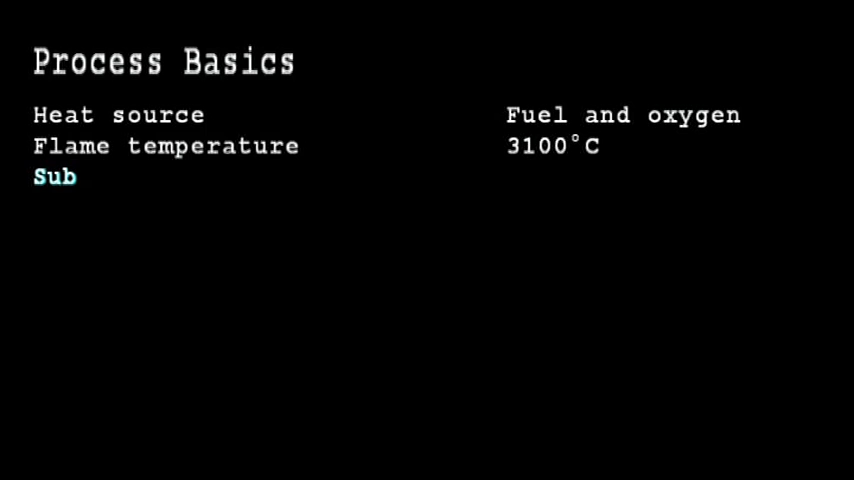 Process Basics
Heat source Fuel and oxygen
Flame temperature 3100°C
Sub